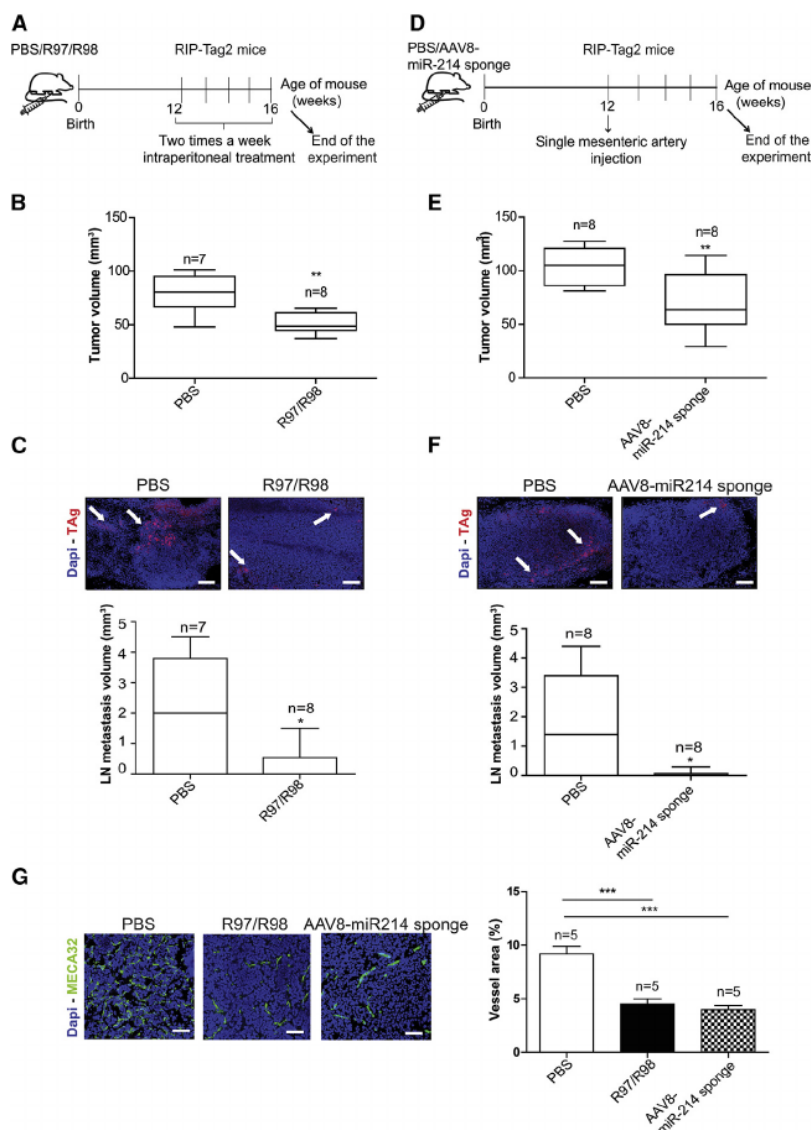 A
PBS/R97/R98
RIP-Tag2 mice
0
12
16
Age of mouse
(weeks)
Birth
Two times a week
intraperitoneal treatment
End of the
experiment
D
PBS/AAV8-
miR-214 sponge
RIP-Tag2 mice
0
12
16
Age of mouse
(weeks)
Birth
Single mesenteric artery
injection
End of the
experiment
B
Tumor volume (mm³)
150
100
50
0
n=7
**
n=8
PBS
R97/R98
E
Tumor volume (mm³)
150
100
50
0
n=8
n=8
**
PBS
AAV8-
miR-214 sponge
C
PBS
R97/R98
Dapi - TAg
LN metastasis volume (mm³)
5
4
3
2
1
0
n=7
n=8
*
PBS
R97/R98
F
PBS
AAV8-miR214 sponge
Dapi - TAg
LN metastasis volume (mm³)
5
4
3
2
1
0
n=8
n=8
*
PBS
AAV8-
miR-214 sponge
G
PBS
R97/R98
AAV8-miR214 sponge
Dapi - MECA32
Vessel area (%)
15
10
5
0
***
***
n=5
n=5
n=5
PBS
R97/R98
AAV8-
miR-214 sponge